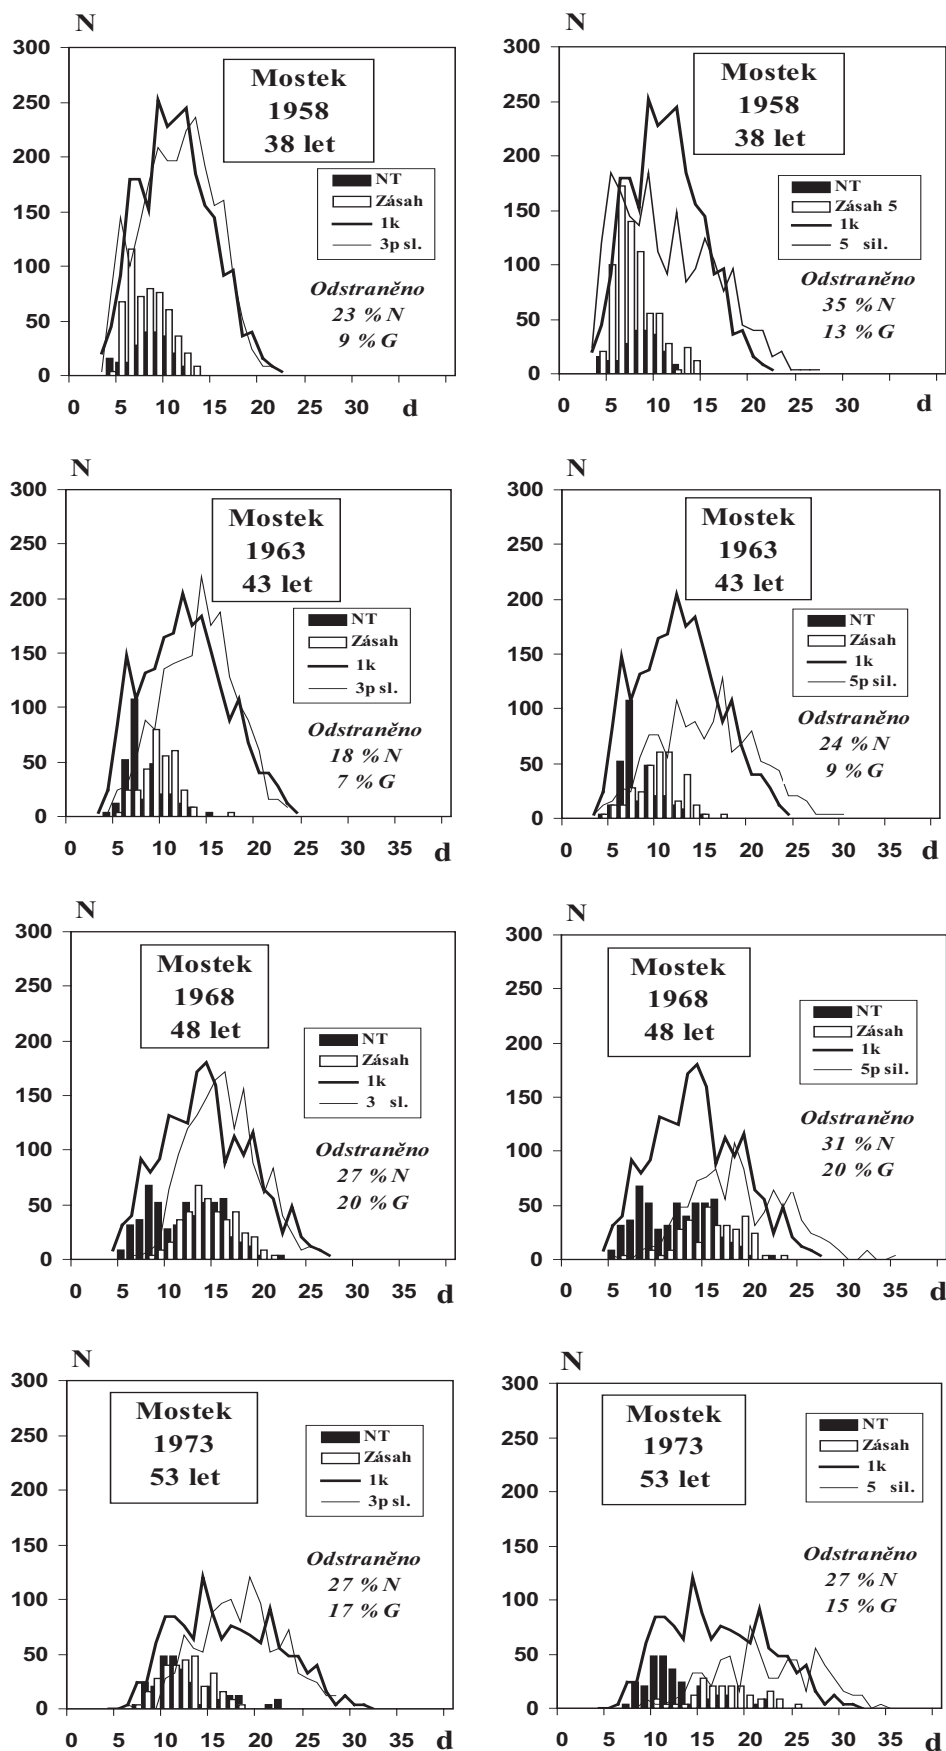 N
300
250
200
150
100
50
0
Mostek
1958
38 let
NT
Zásah
1k
3p sl.
Odstraněno
23 % N
9 % G
0 5 10 15 20 25 30 d
300
250
200
150
100
50
0
Mostek
1958
38 let
NT
Zásah 5
1k
5 sil.
Odstraněno
35 % N
13 % G
0 5 10 15 20 25 30 d
N
300
250
200
150
100
50
0
Mostek
1963
43 let
NT
Zásah
1k
3p sl.
Odstraněno
18 % N
7 % G
0 5 10 15 20 25 30 35 d
N
300
250
200
150
100
50
0
Mostek
1963
43 let
NT
Zásah
1k
5p sil.
Odstraněno
24 % N
9 % G
0 5 10 15 20 25 30 35 d
N
300
250
200
150
100
50
0
Mostek
1968
48 let
NT
Zásah
1k
3 sl.
Odstraněno
27 % N
20 % G
0 5 10 15 20 25 30 35 d
N
300
250
200
150
100
50
0
Mostek
1968
48 let
NT
Zásah
1k
5p sil.
Odstraněno
31 % N
20 % G
0 5 10 15 20 25 30 35 d
N
300
250
200
150
100
50
0
Mostek
1973
53 let
NT
Zásah
1k
3p sl.
Odstraněno
27 % N
17 % G
0 5 10 15 20 25 30 35 d
N
300
250
200
150
100
50
0
Mostek
1973
53 let
NT
Zásah
1k
5 sil.
Odstraněno
27 % N
15 % G
0 5 10 15 20 25 30 35 d